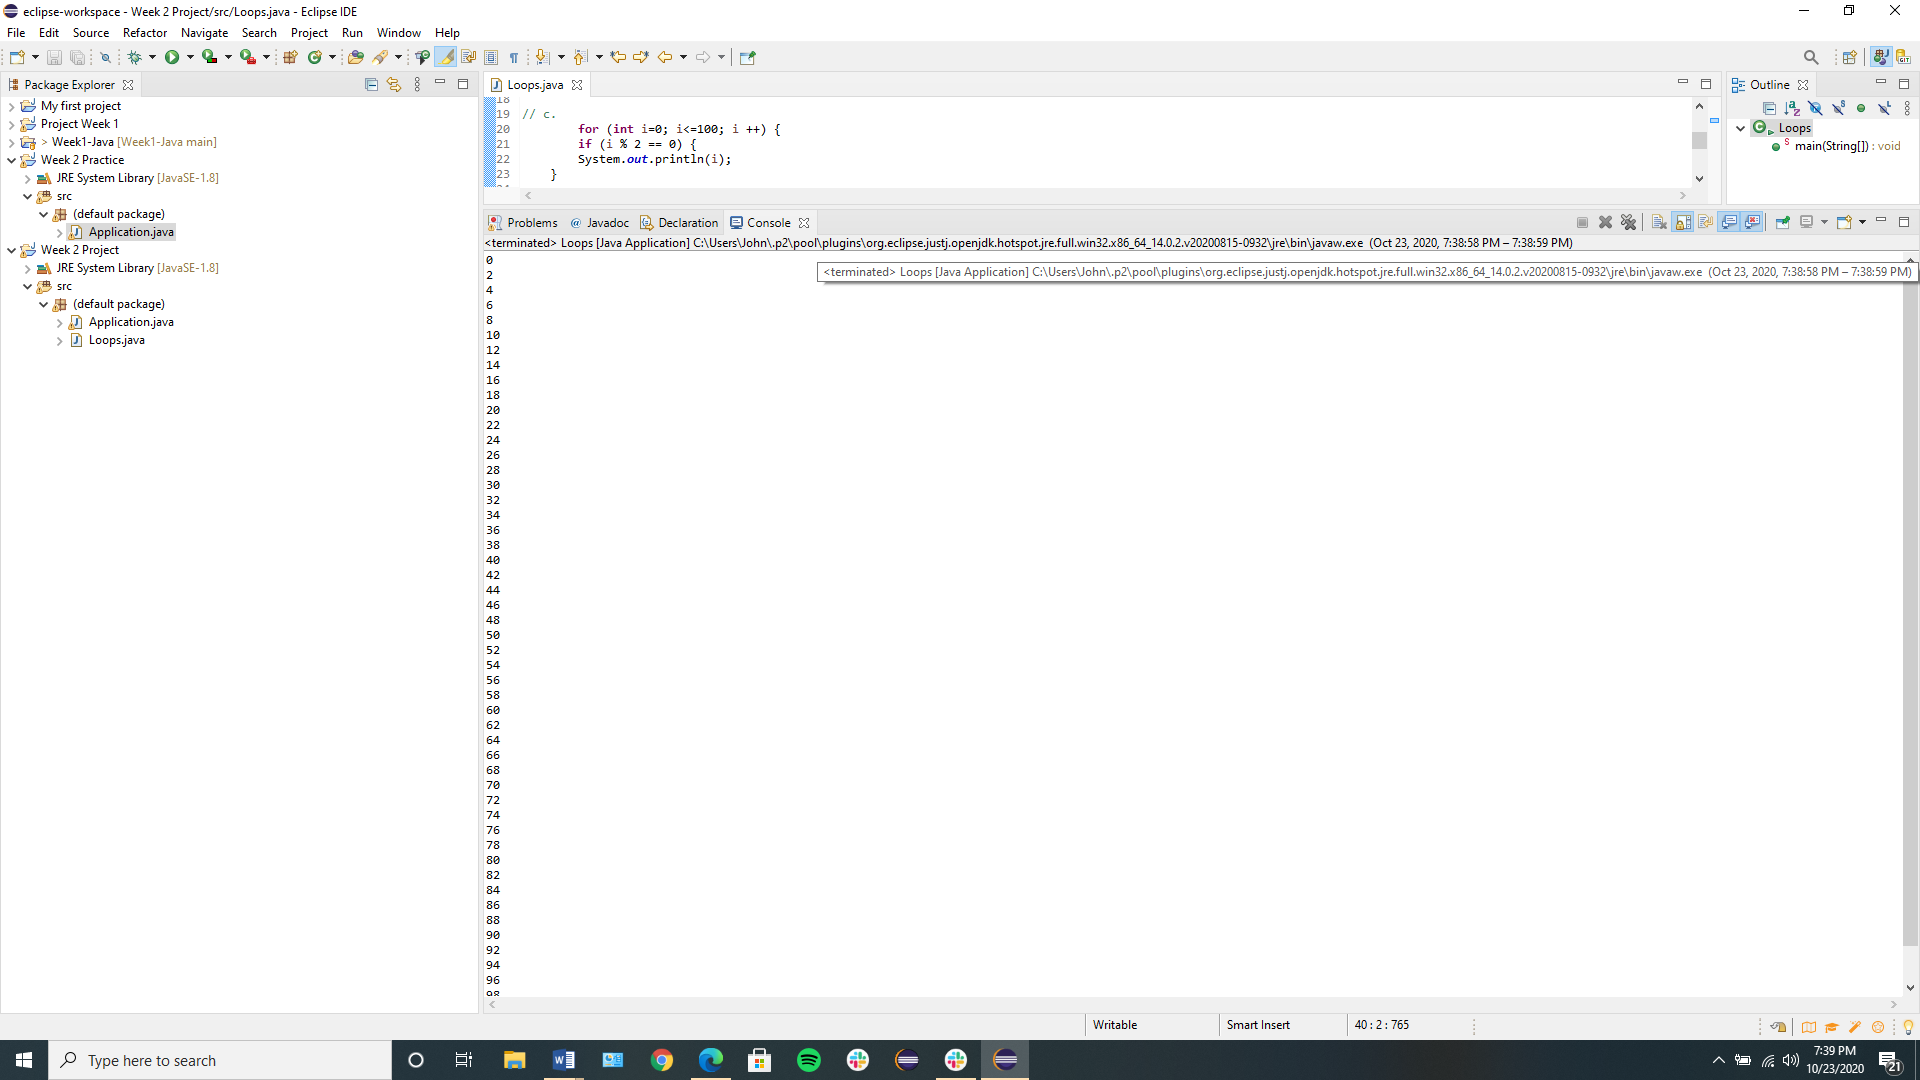 eclipse-workspace - Week 2 Project/src/Loops.java - Eclipse IDE
File Edit Source Refactor Navigate Search Project Run Window Help
Package Explorer
My first project
Project Week 1
> Week1-Java [Week1-Java main]
Week 2 Practice
JRE System Library [JavaSE-1.8]
src
(default package)
Application.java
Week 2 Project
JRE System Library [JavaSE-1.8]
src
(default package)
Application.java
Loops.java
Loops.java
18
19 // c.
20 for (int i=0; i<=100; i ++) {
21 if (i % 2 == 0) {
22 System.out.println(i);
23 }
Outline
Loops
main(String[]) : void
Problems @ Javadoc Declaration Console
<terminated> Loops [Java Application] C:\Users\John\.p2\pool\plugins\org.eclipse.justj.openjdk.hotspot.jre.full.win32.x86_64_14.0.2.v20200815-0932\jre\bin\javaw.exe (Oct 23, 2020, 7:38:58 PM – 7:38:59 PM)
<terminated> Loops [Java Application] C:\Users\John\.p2\pool\plugins\org.eclipse.justj.openjdk.hotspot.jre.full.win32.x86_64_14.0.2.v20200815-0932\jre\bin\javaw.exe (Oct 23, 2020, 7:38:58 PM – 7:38:59 PM)
0
2
4
6
8
10
12
14
16
18
20
22
24
26
28
30
32
34
36
38
40
42
44
46
48
50
52
54
56
58
60
62
64
66
68
70
72
74
76
78
80
82
84
86
88
90
92
94
96
98
Writable Smart Insert 40 : 2 : 765
Type here to search
7:39 PM
10/23/2020
21